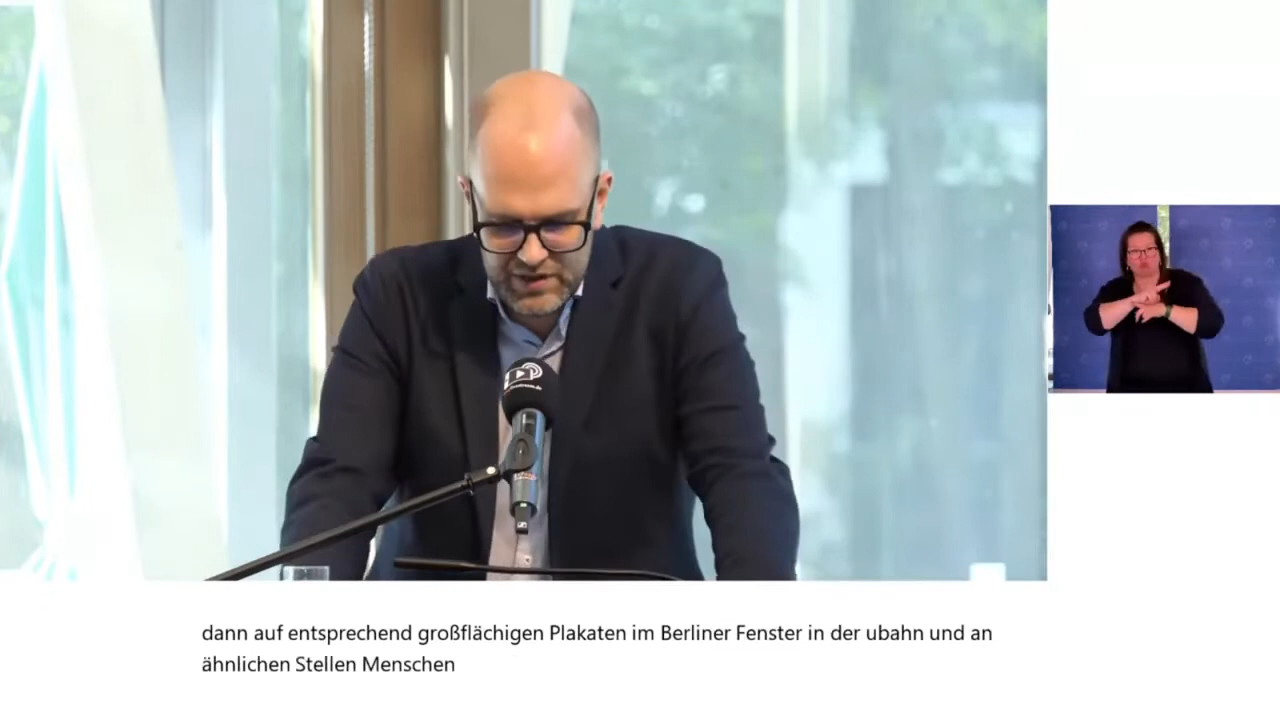 dann auf entsprechend großflächigen Plakaten im Berliner Fenster in der ubahn und an
ähnlichen Stellen Menschen